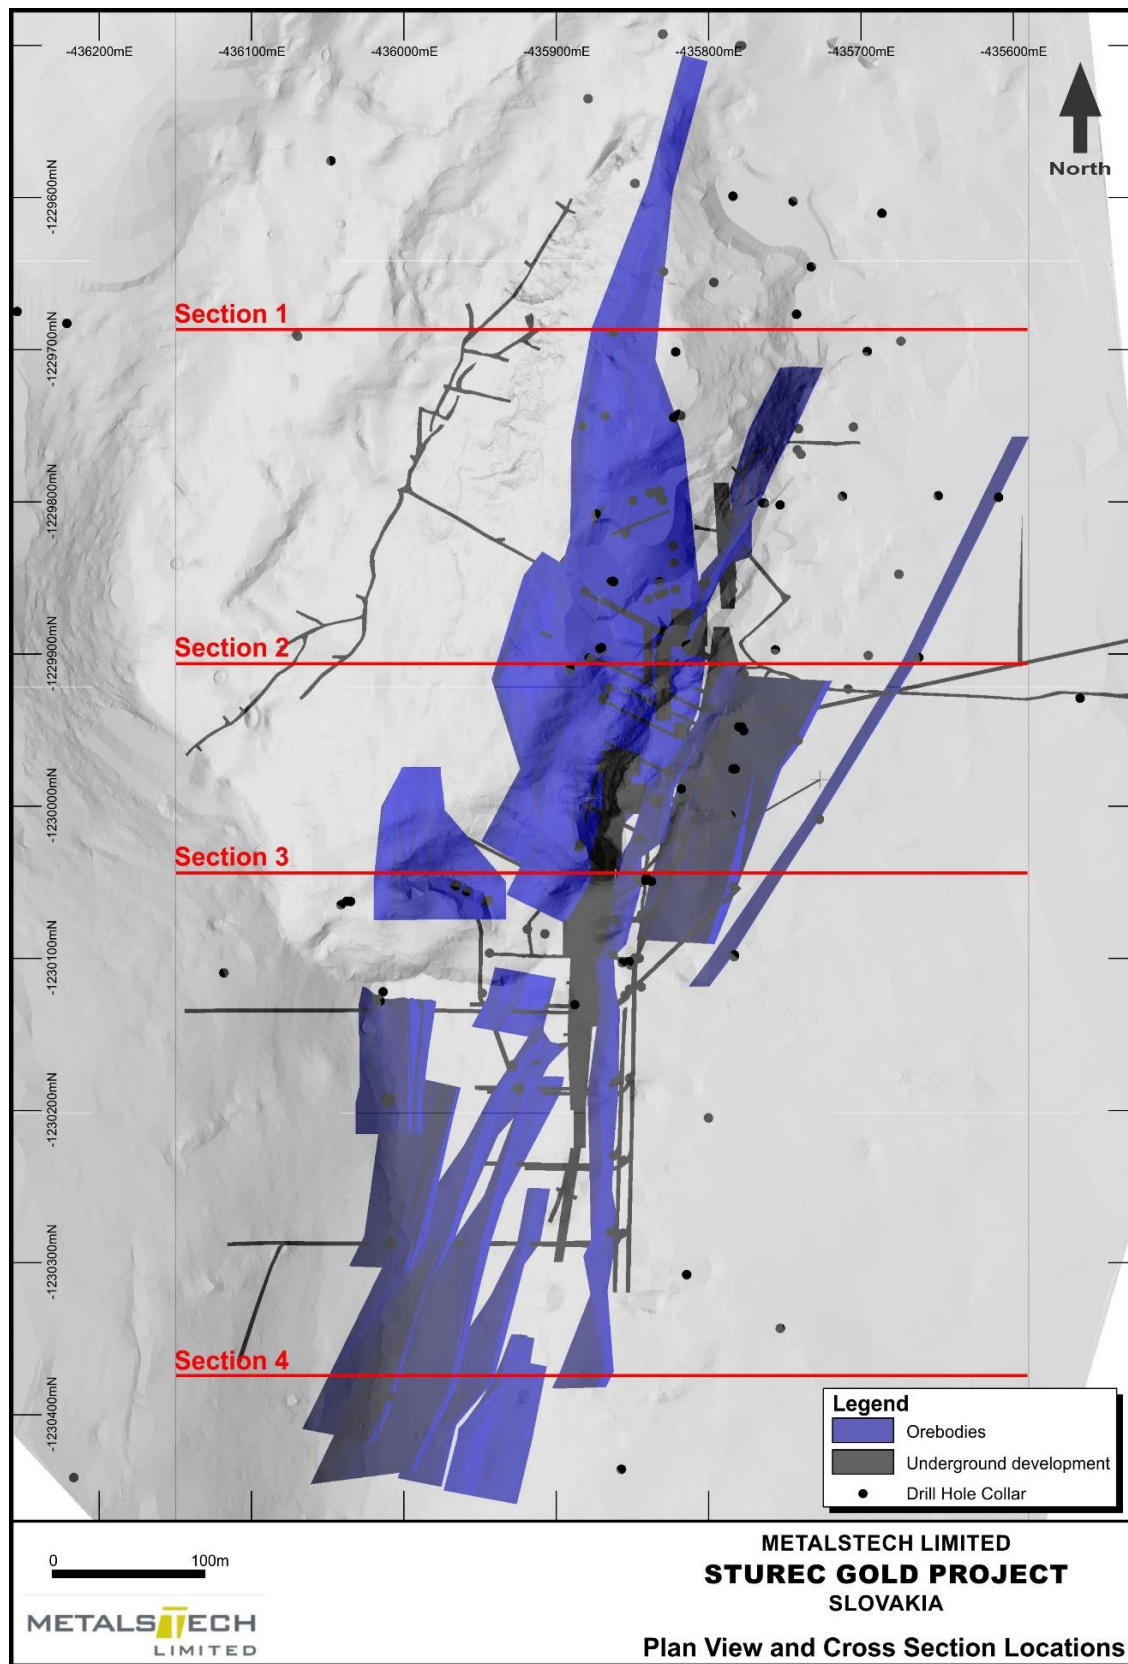 -436200mE
-436100mE
-436000mE
-435900mE
-435800mE
-435700mE
-435600mE
North
-1229600mN
Section 1
-1229700mN
-1229800mN
Section 2
-1229900mN
-1230000mN
Section 3
-1230100mN
-1230200mN
-1230300mN
Section 4
-1230400mN
Legend
Orebodies
Underground development
Drill Hole Collar
0 100m
METALSTECH
LIMITED
METALSTECH LIMITED
STUREC GOLD PROJECT
SLOVAKIA
Plan View and Cross Section Locations